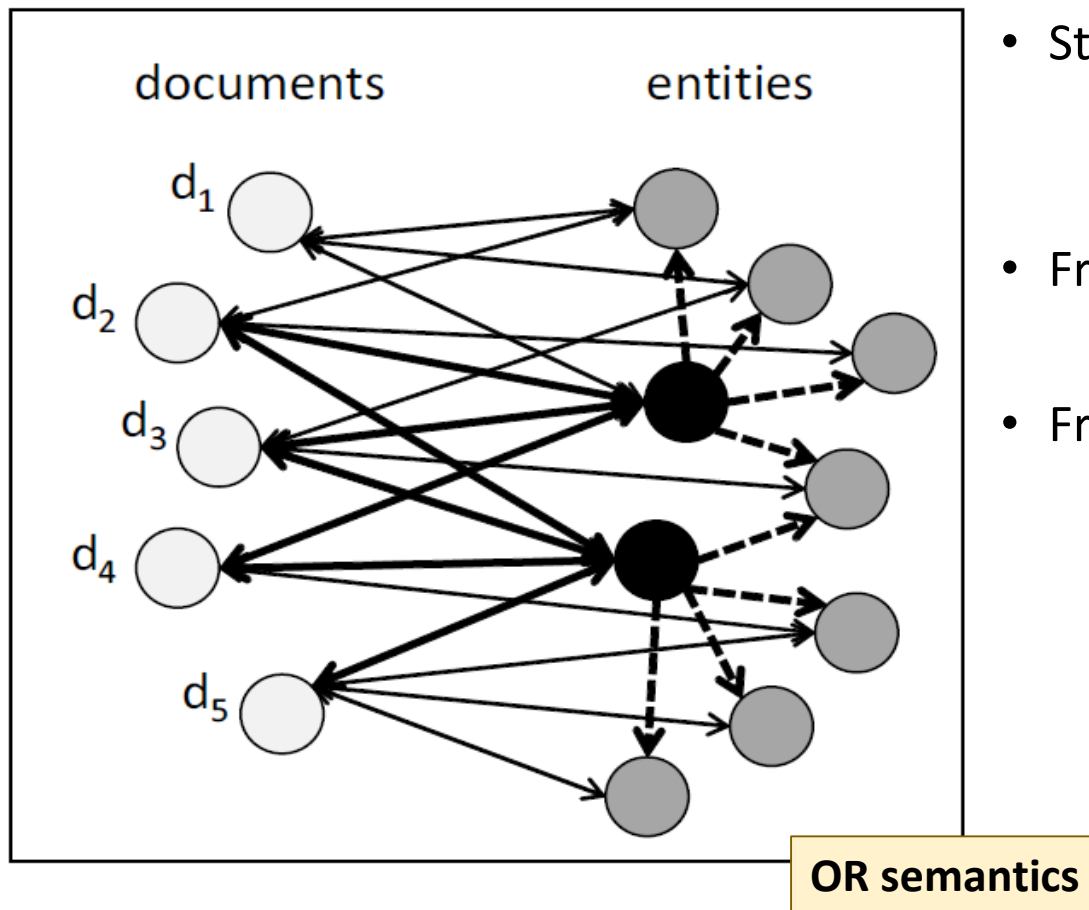 documents
entities
d₁
d₂
d₃
d₄
d₅
• St
• Fr
• Fr
OR semantics